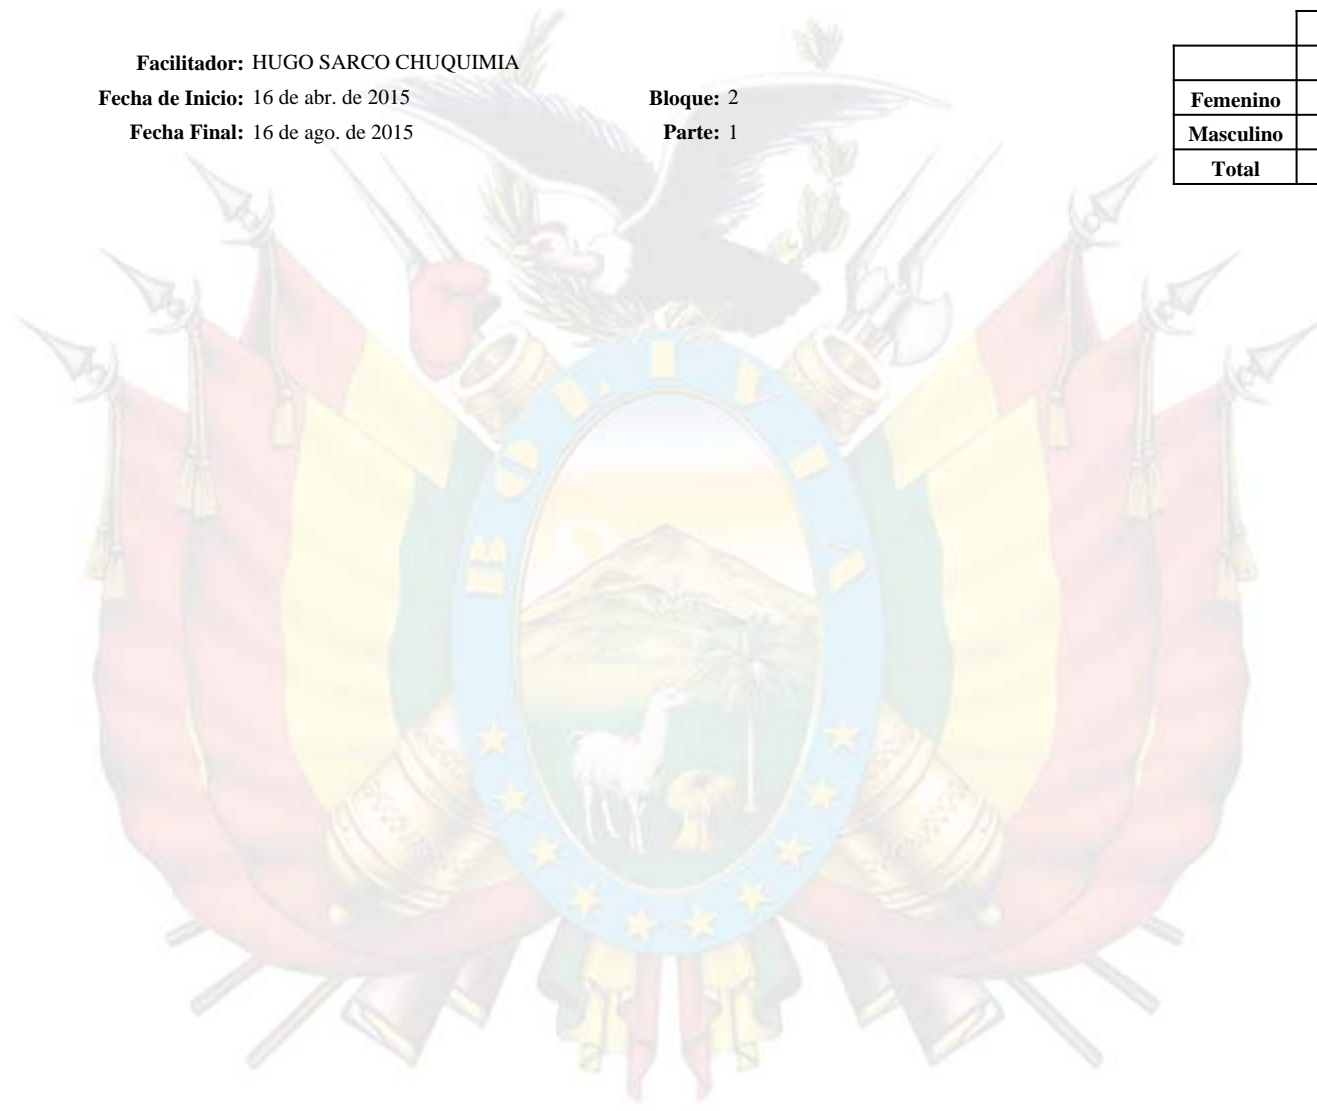 Facilitador: HUGO SARCO CHUQUIMIA
Fecha de Inicio: 16 de abr. de 2015 Bloque: 2
Fecha Final: 16 de ago. de 2015 Parte: 1
Femenino
Masculino
Total
BOLIVIA